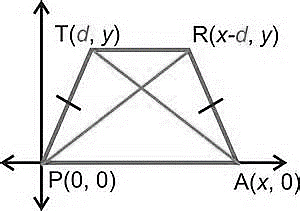 T(d, y) R(x-d, y)
P(0, 0) A(x, 0)